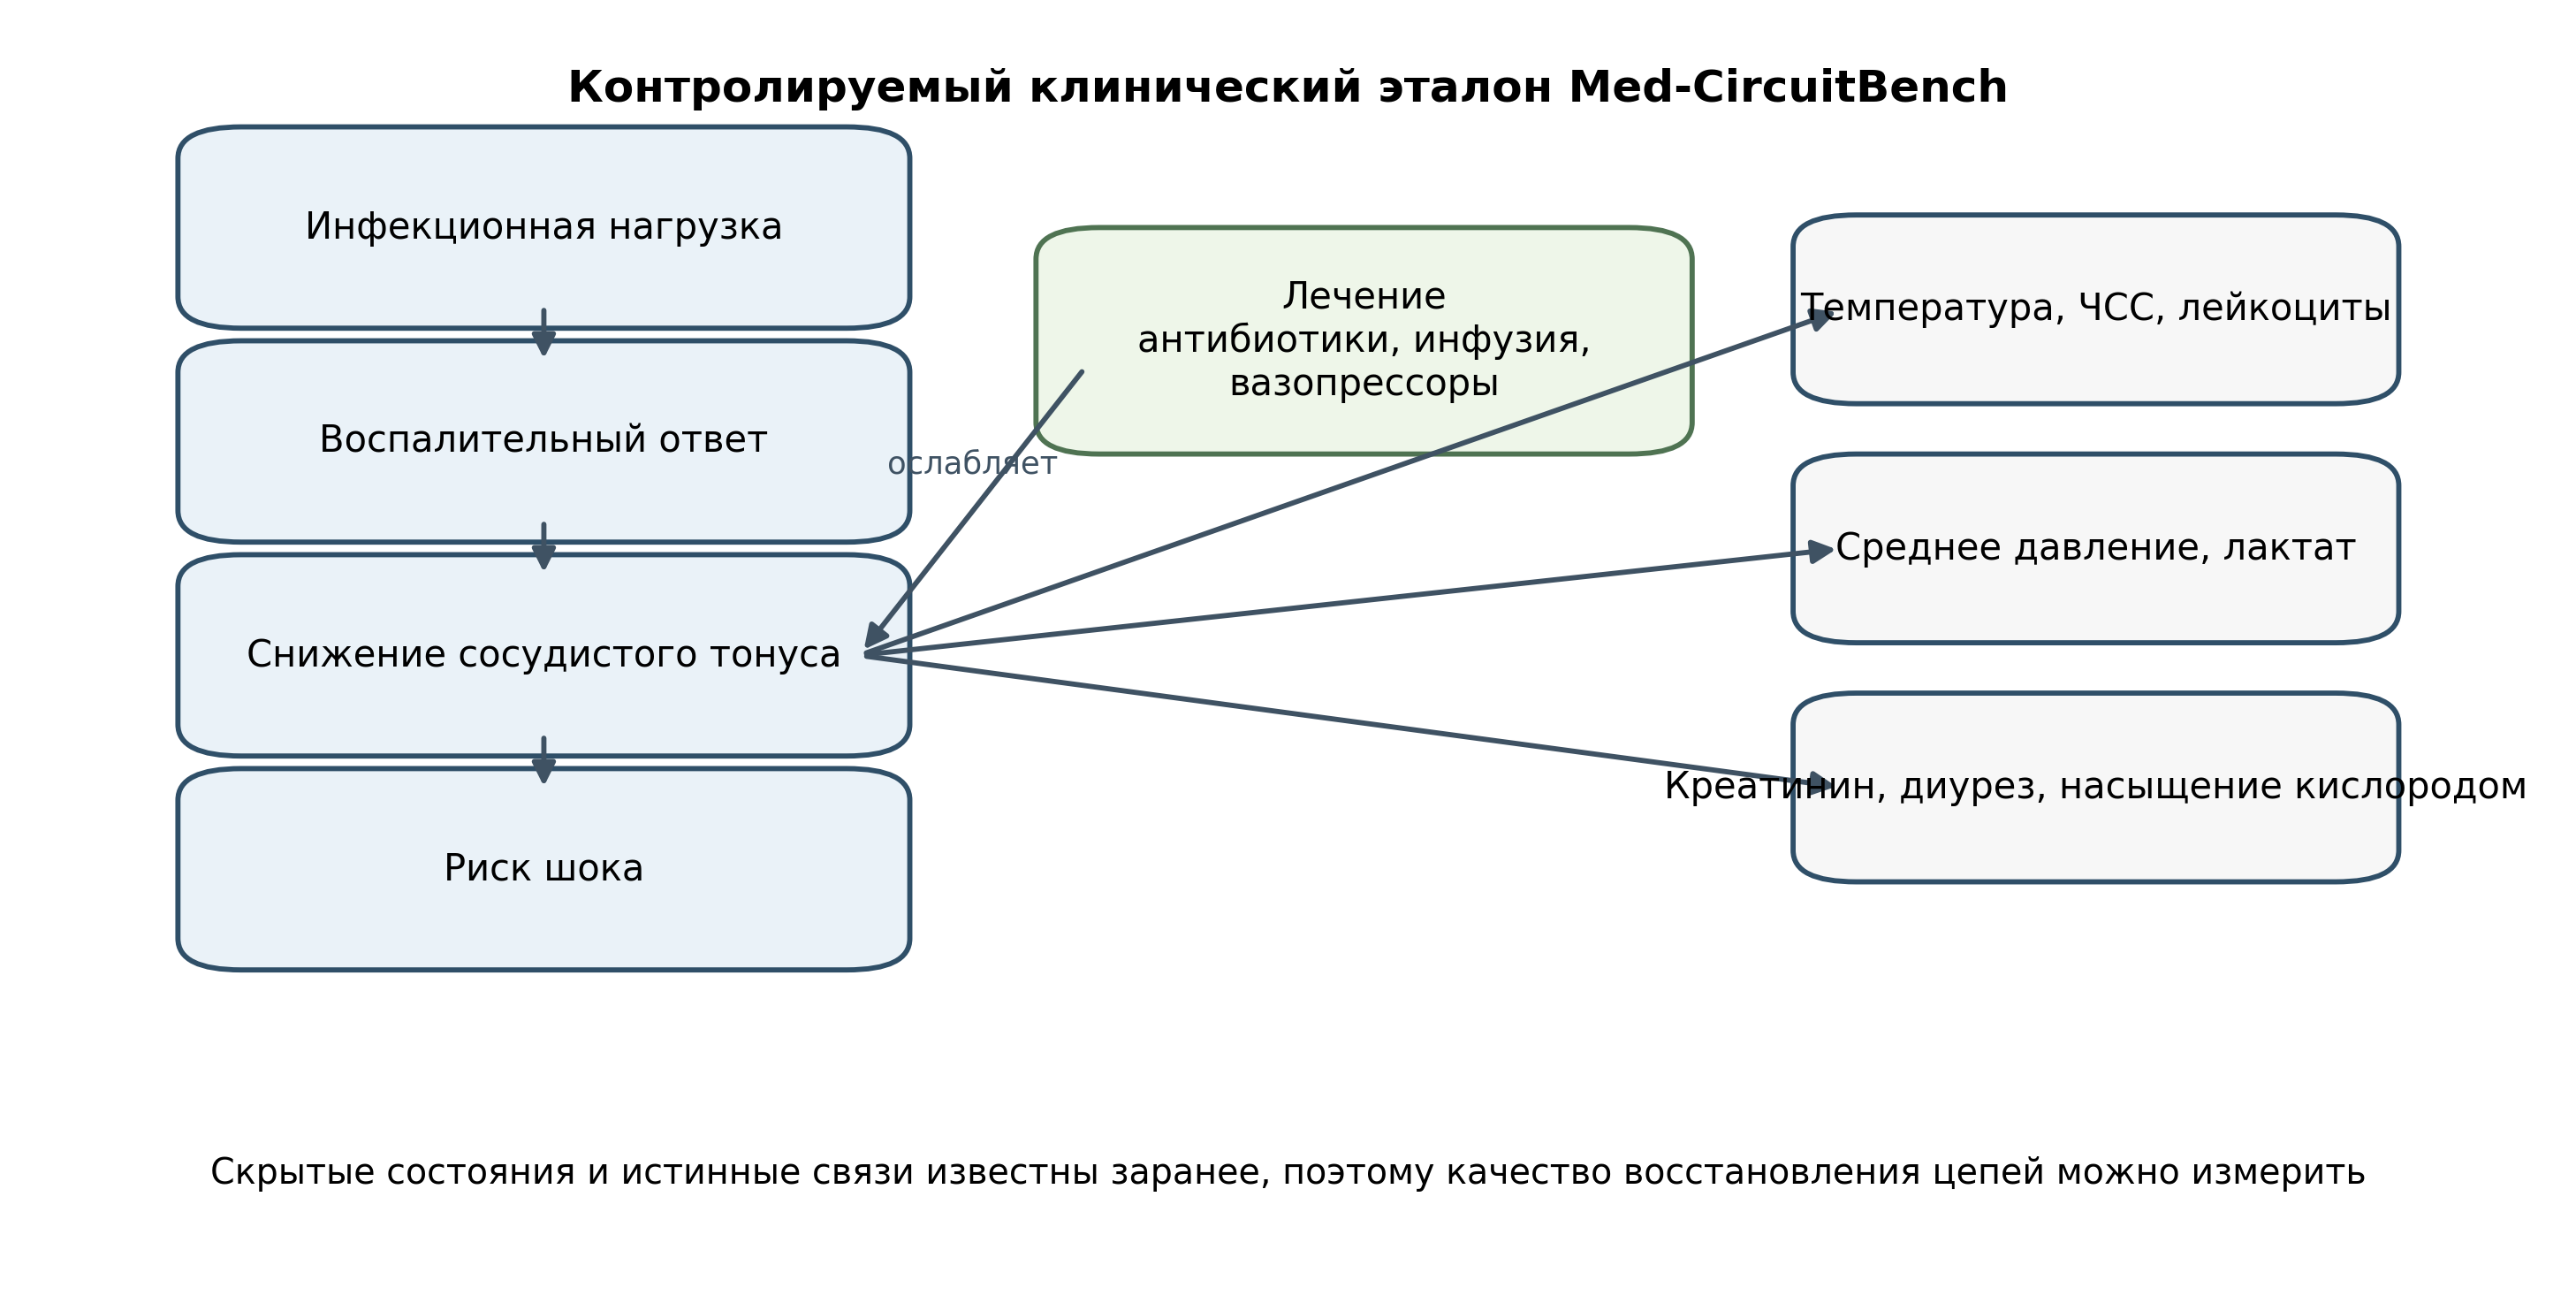 Контролируемый клинический эталон Med-CircuitBench
Инфекционная нагрузка
Воспалительный ответ
Снижение сосудистого тонуса
Риск шока
Лечение
антибиотики, инфузия,
вазопрессоры
ослабляет
Температура, ЧСС, лейкоциты
Среднее давление, лактат
Креатинин, диурез, насыщение кислородом
Скрытые состояния и истинные связи известны заранее, поэтому качество восстановления цепей можно измерить